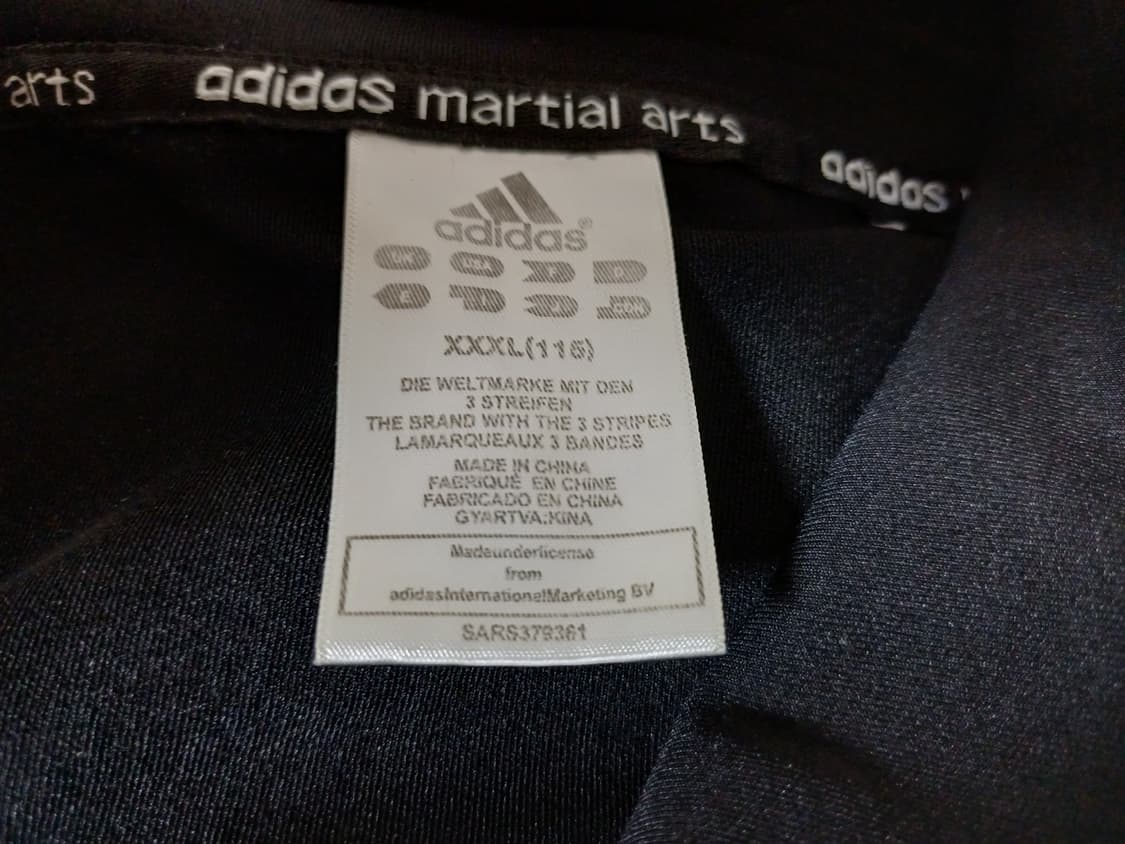 arts adidas martial arts adidas
adidas®
UK USA F D
E I
XXXL(116)
DIE WELTMARKE MIT DEN
3 STREIFEN
THE BRAND WITH THE 3 STRIPES
LAMARQUEAUX 3 BANDES
MADE IN CHINA
FABRIQUÉ EN CHINE
FABRICADO EN CHINA
GYARTVA:KINA
Madeunderlicense
from
adidasInternationalMarketing BV
SARS379361